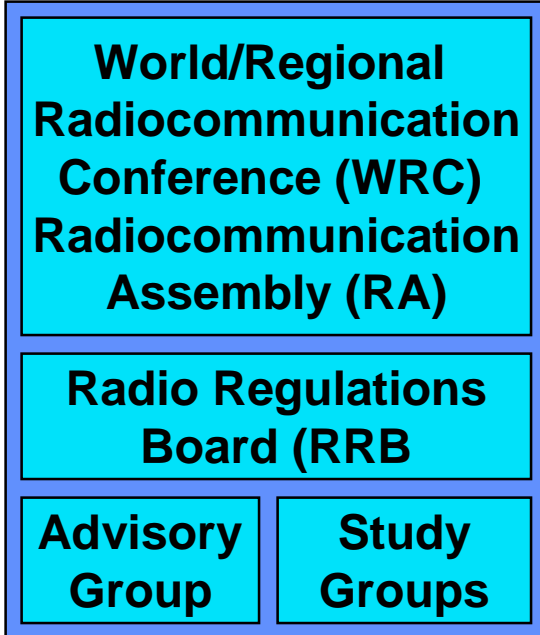 World/Regional
Radiocommunication
Conference (WRC)
Radiocommunication
Assembly (RA)
Radio Regulations
Board (RRB
Advisory
Group
Study
Groups